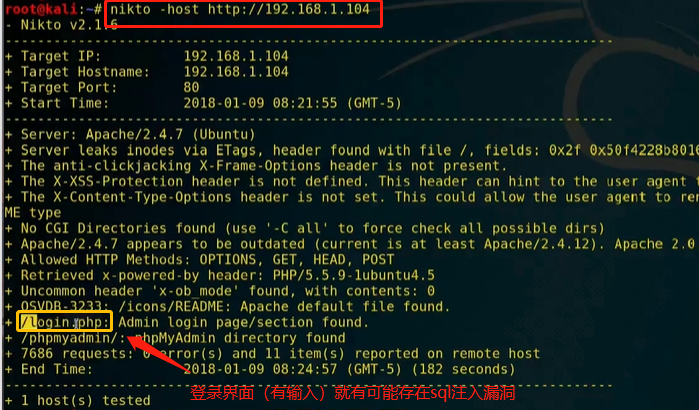 root@kali:~# nikto -host http://192.168.1.104
- Nikto v2.1.6
---------------------------------------------------------------------------
+ Target IP: 192.168.1.104
+ Target Hostname: 192.168.1.104
+ Target Port: 80
+ Start Time: 2018-01-09 08:21:55 (GMT-5)
---------------------------------------------------------------------------
+ Server: Apache/2.4.7 (Ubuntu)
+ Server leaks inodes via ETags, header found with file /, fields: 0x2f 0x50f4228b8016
+ The anti-clickjacking X-Frame-Options header is not present.
+ The X-XSS-Protection header is not defined. This header can hint to the user agent t
+ The X-Content-Type-Options header is not set. This could allow the user agent to ren
ME type
+ No CGI Directories found (use '-C all' to force check all possible dirs)
+ Apache/2.4.7 appears to be outdated (current is at least Apache/2.4.12). Apache 2.0
+ Allowed HTTP Methods: OPTIONS, GET, HEAD, POST
+ Retrieved x-powered-by header: PHP/5.5.9-1ubuntu4.5
+ Uncommon header 'x-ob_mode' found, with contents: 0
+ OSVDB-3233: /icons/README: Apache default file found.
+ /login.php: Admin login page/section found.
+ /phpmyadmin/: phpMyAdmin directory found
+ 7686 requests: 0 error(s) and 11 item(s) reported on remote host
+ End Time: 2018-01-09 08:24:57 (GMT-5) (182 seconds)
登录界面（有输入）就有可能存在sql注入漏洞
---------------------------------------------------------------------------
+ 1 host(s) tested